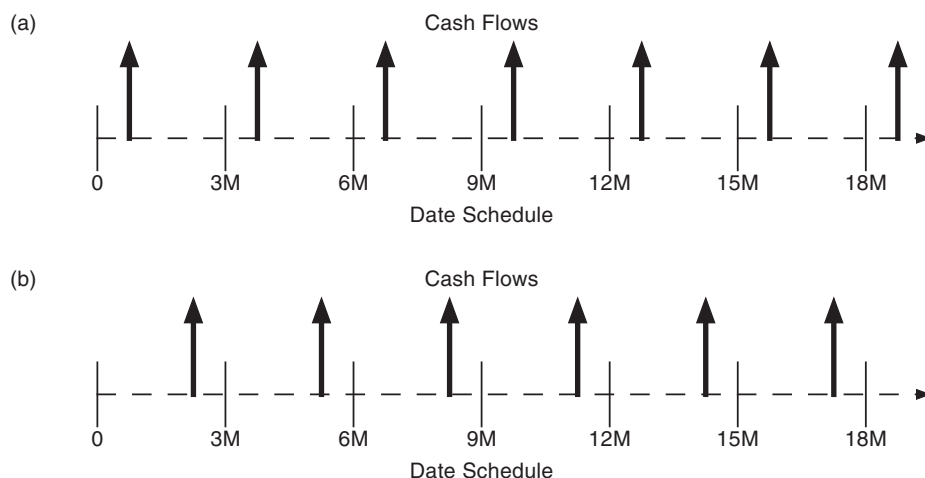 (a) Cash Flows
0 3M 6M 9M 12M 15M 18M
Date Schedule
(b) Cash Flows
0 3M 6M 9M 12M 15M 18M
Date Schedule